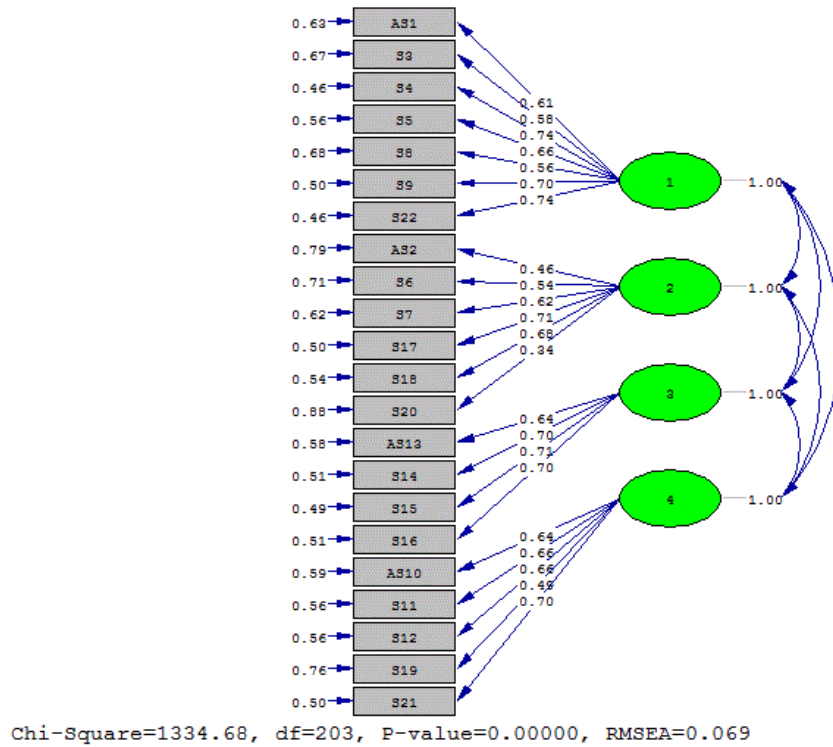 0.63 AS1
0.67 S3
0.46 S4
0.56 S5
0.68 S8
0.50 S9
0.46 S22
0.79 AS2
0.71 S6
0.62 S7
0.50 S17
0.54 S18
0.88 S20
0.58 AS13
0.51 S14
0.49 S15
0.51 S16
0.59 AS10
0.56 S11
0.56 S12
0.76 S19
0.50 S21
0.61
0.58
0.74
0.66
0.56
0.70
0.74
0.46
0.54
0.62
0.71
0.68
0.34
0.64
0.70
0.71
0.70
0.64
0.66
0.66
0.49
0.70
1 1.00
2 1.00
3 1.00
4 1.00
Chi-Square=1334.68, df=203, P-value=0.00000, RMSEA=0.069